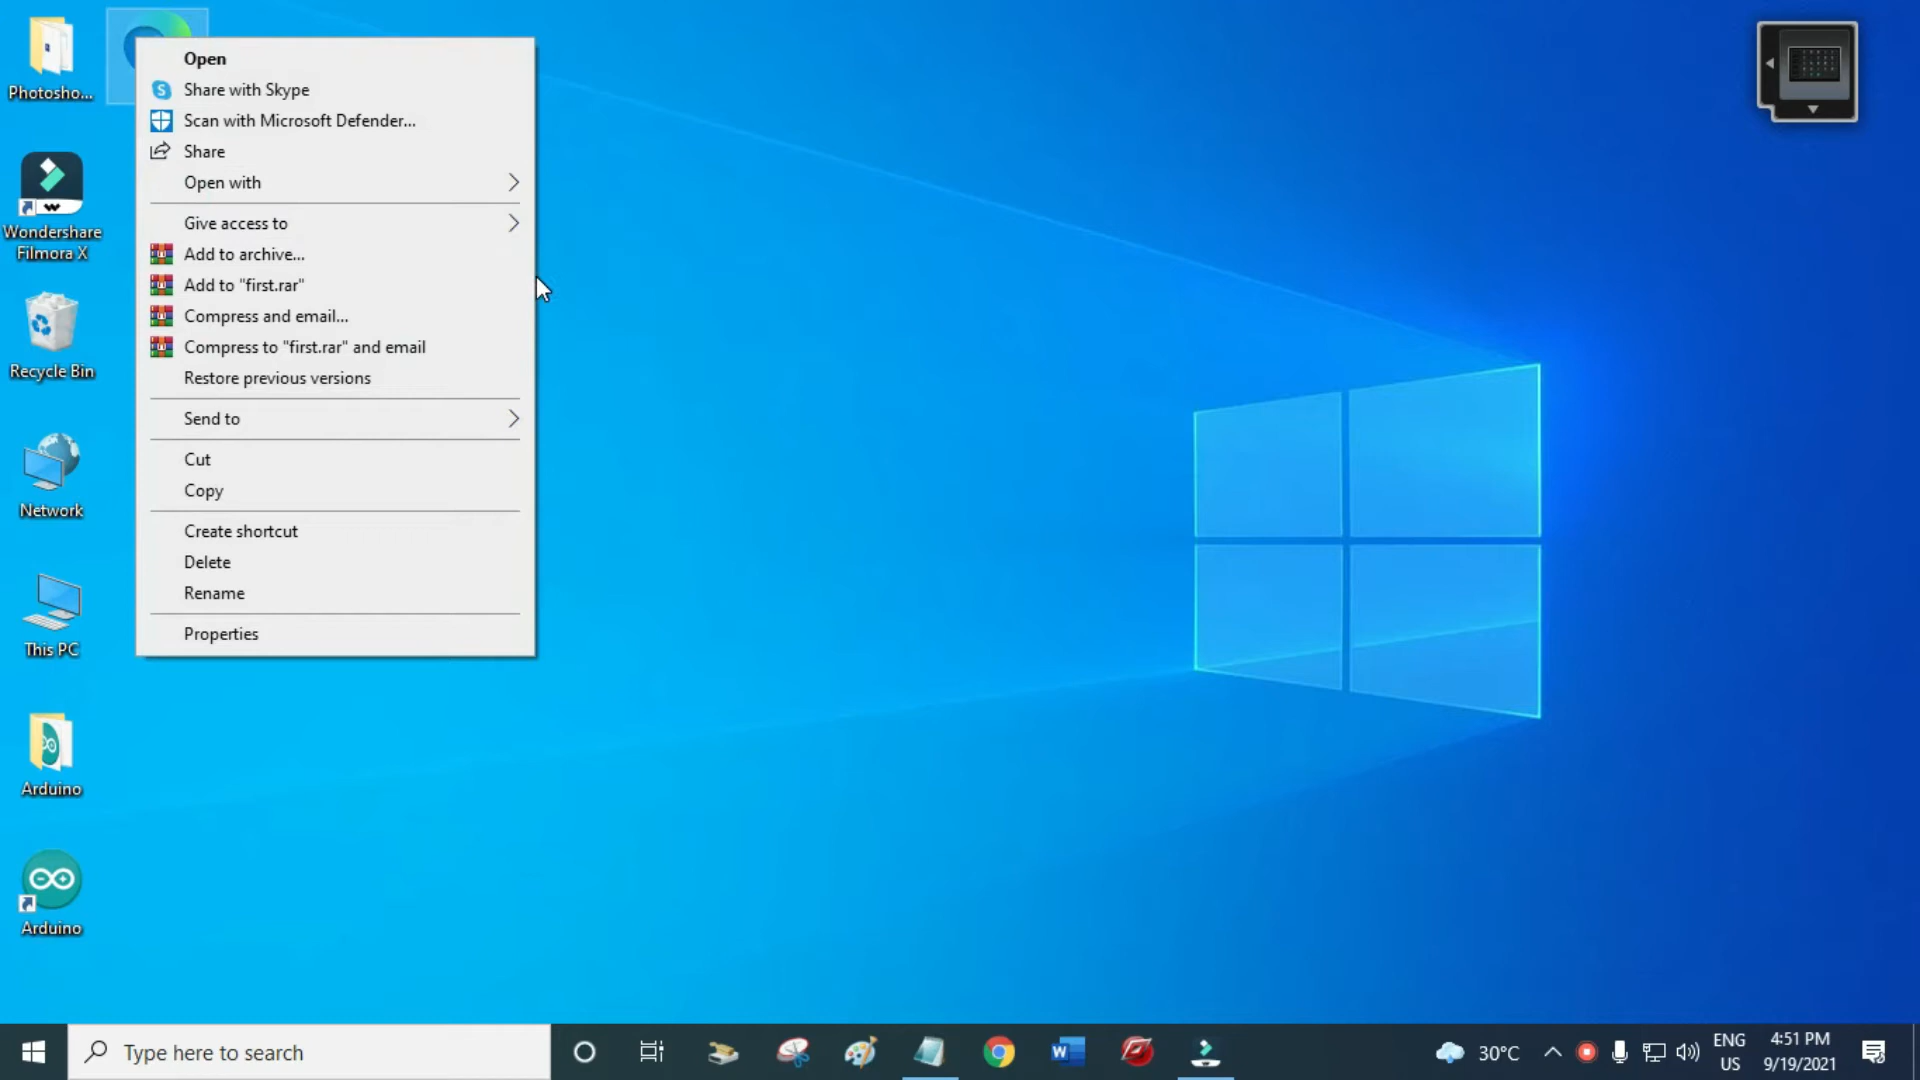 Photosho...
Wondershare
Filmora X
Recycle Bin
Network
This PC
Arduino
Arduino
Open
Share with Skype
Scan with Microsoft Defender...
Share
Open with
Give access to
Add to archive...
Add to "first.rar"
Compress and email...
Compress to "first.rar" and email
Restore previous versions
Send to
Cut
Copy
Create shortcut
Delete
Rename
Properties
Type here to search
30°C
ENG
US
4:51 PM
9/19/2021